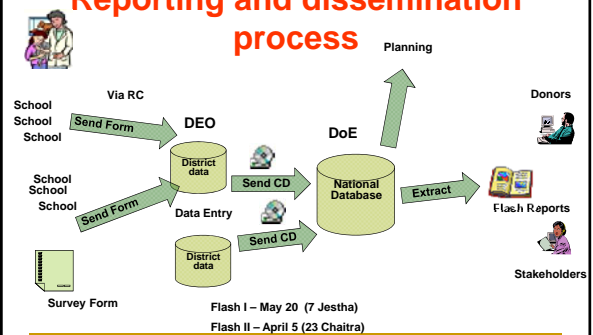 Reporting and dissemination
process
Planning
Via RC
Donors
School
School
School
Send Form
DEO
DoE
District
data
School
School
School
Send Form
Send CD
National
Database
Extract
Data Entry
Flash Reports
Send CD
District
data
Stakeholders
Survey Form
Flash I – May 20 (7 Jestha)
Flash II – April 5 (23 Chaitra)